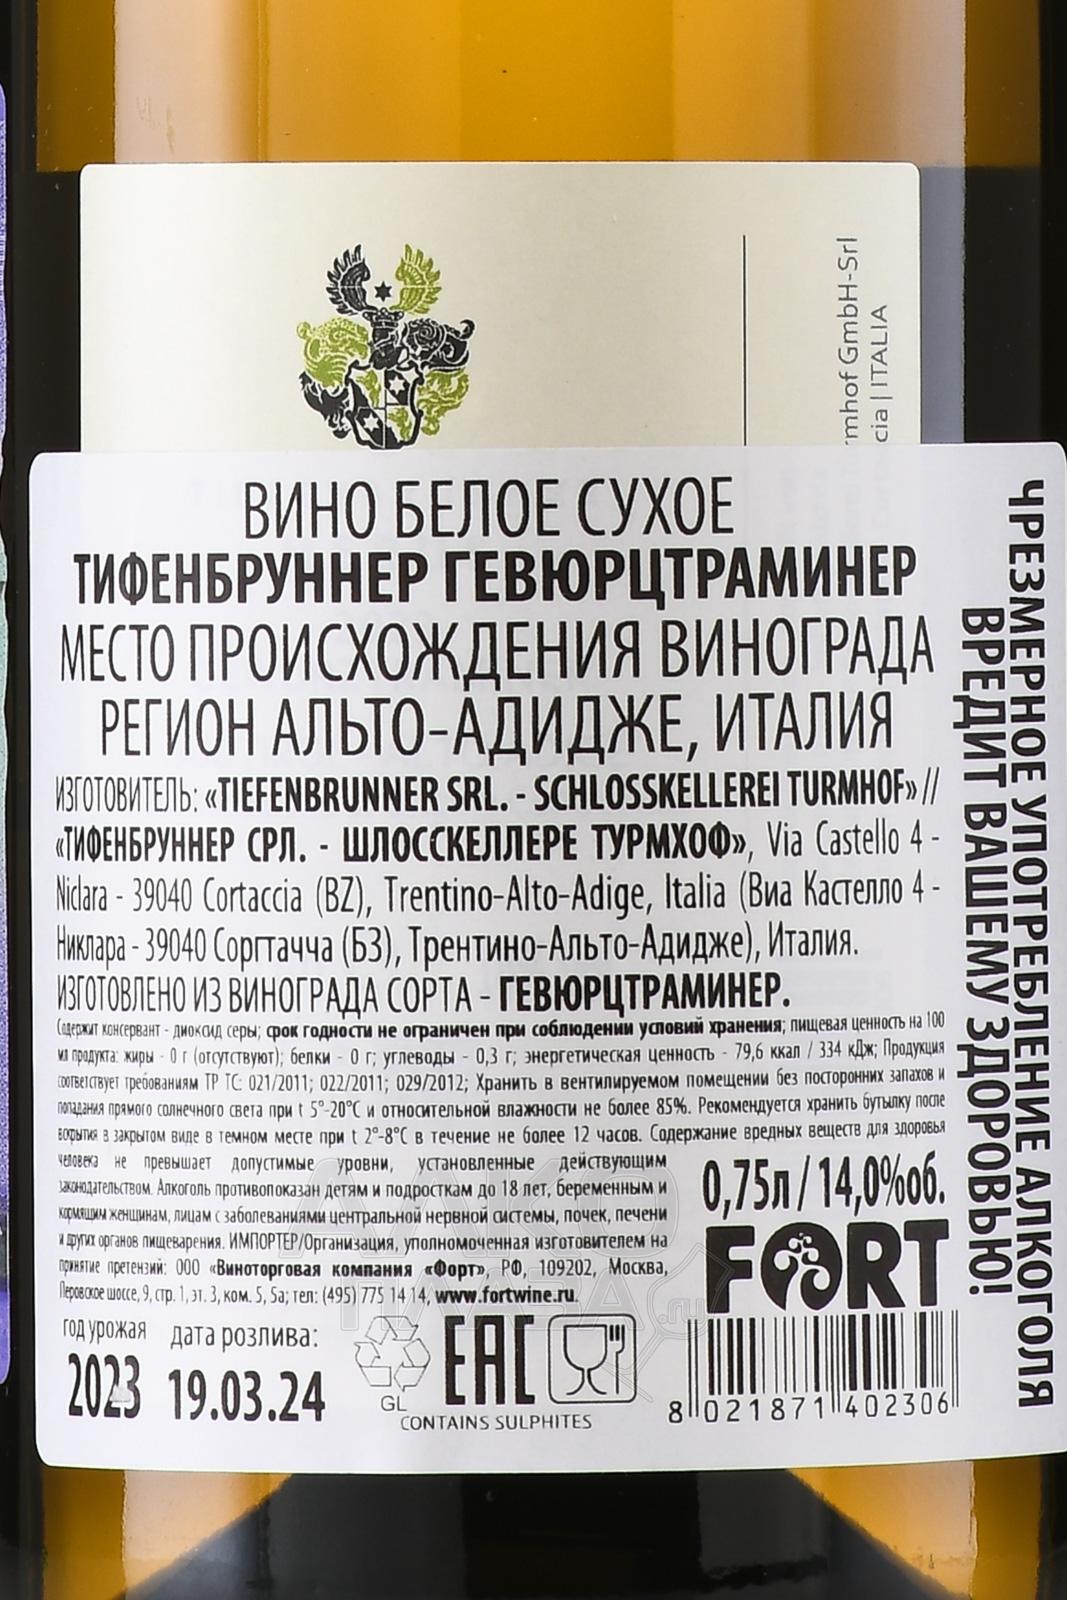 rmhof GmbH-Srl
cia | ITALIA
ВИНО БЕЛОЕ СУХОЕ
ТИФЕНБРУННЕР ГЕВЮРЦТРАМИНЕР
МЕСТО ПРОИСХОЖДЕНИЯ ВИНОГРАДА
РЕГИОН АЛЬТО-АДИДЖЕ, ИТАЛИЯ
ИЗГОТОВИТЕЛЬ: «TIEFENBRUNNER SRL. - SCHLOSSKELLEREI TURMHOF» //
«ТИФЕНБРУННЕР СРЛ. - ШЛОССКЕЛЛЕРЕ ТУРМХОФ», Via Castello 4 -
Niclara - 39040 Cortaccia (BZ), Trentino-Alto-Adige, Italia (Виа Кастелло 4 -
Никлара - 39040 Соргтачча (БЗ), Трентино-Альто-Адидже), Италия.
ИЗГОТОВЛЕНО ИЗ ВИНОГРАДА СОРТА - ГЕВЮРЦТРАМИНЕР.
Содержит консервант - диоксид серы; срок годности не ограничен при соблюдении условий хранения; пищевая ценность на 100
мл продукта: жиры - 0 г (отсутствуют); белки - 0 г; углеводы - 0,3 г; энергетическая ценность - 79,6 ккал / 334 кДж; Продукция
соответствует требованиям ТР ТС: 021/2011; 022/2011; 029/2012; Хранить в вентилируемом помещении без посторонних запахов и
попадания прямого солнечного света при t 5°-20°C и относительной влажности не более 85%. Рекомендуется хранить бутылку после
вскрытия в закрытом виде в темном месте при t 2°-8°C в течение не более 12 часов. Содержание вредных веществ для здоровья
человека не превышает допустимые уровни, установленные действующим
законодательством. Алкоголь противопоказан детям и подросткам до 18 лет, беременным и
кормящим женщинам, лицам с заболеваниями центральной нервной системы, почек, печени
и других органов пищеварения. ИМПОРТЕР/Организация, уполномоченная изготовителем на
принятие претензий: ООО «Виноторговая компания «Форт», РФ, 109202, Москва,
Перовское шоссе, 9, стр. 1, эт. 3, ком. 5, 5а; тел: (495) 775 14 14, www.fortwine.ru.
0,75л / 14,0%об.
FORT
год урожая
2023
дата розлива:
19.03.24
GL
EAC
CONTAINS SULPHITES
8 021871 402306
ЧРЕЗМЕРНОЕ УПОТРЕБЛЕНИЕ АЛКОГОЛЯ
ВРЕДИТ ВАШЕМУ ЗДОРОВЬЮ!
АЛКО
ПЛАЗА.ru